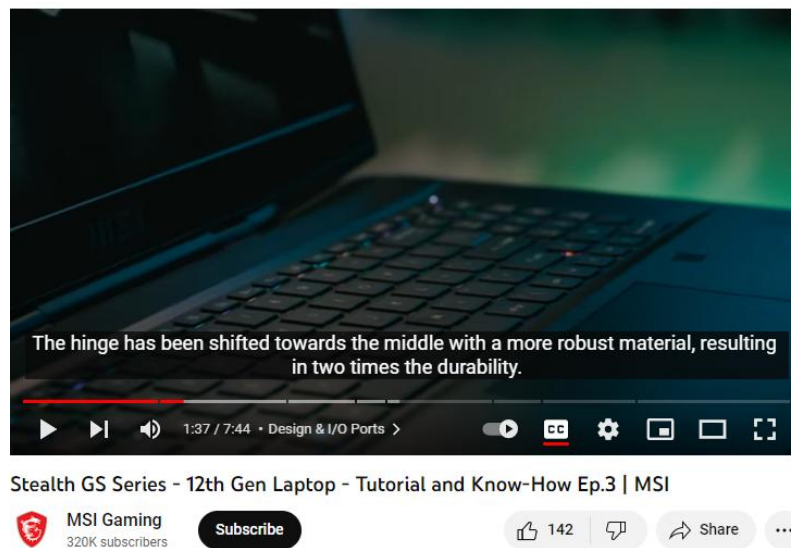 The hinge has been shifted towards the middle with a more robust material, resulting
in two times the durability.
1:37 / 7:44 • Design & I/O Ports >
CC
Stealth GS Series - 12th Gen Laptop - Tutorial and Know-How Ep.3 | MSI
MSI Gaming
320K subscribers
Subscribe
142
Share
...